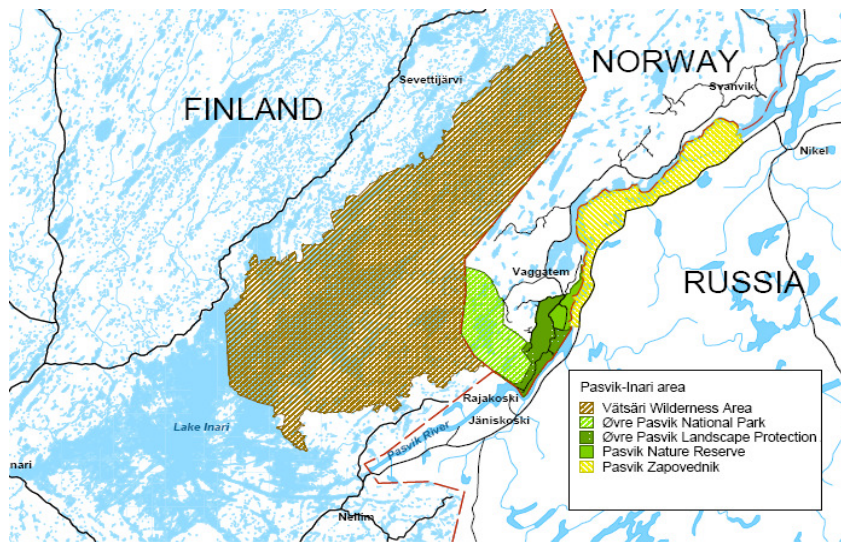 NORWAY
Sevettijärvi
Svanvik
FINLAND
Nikel
Vaggatem
RUSSIA
Pasvik-Inari area
Vätsäri Wilderness Area
Øvre Pasvik National Park
Øvre Pasvik Landscape Protection
Pasvik Nature Reserve
Pasvik Zapovednik
Rajakoski
Jäniskoski
Lake Inari
Pasvik River
nari
Nellim